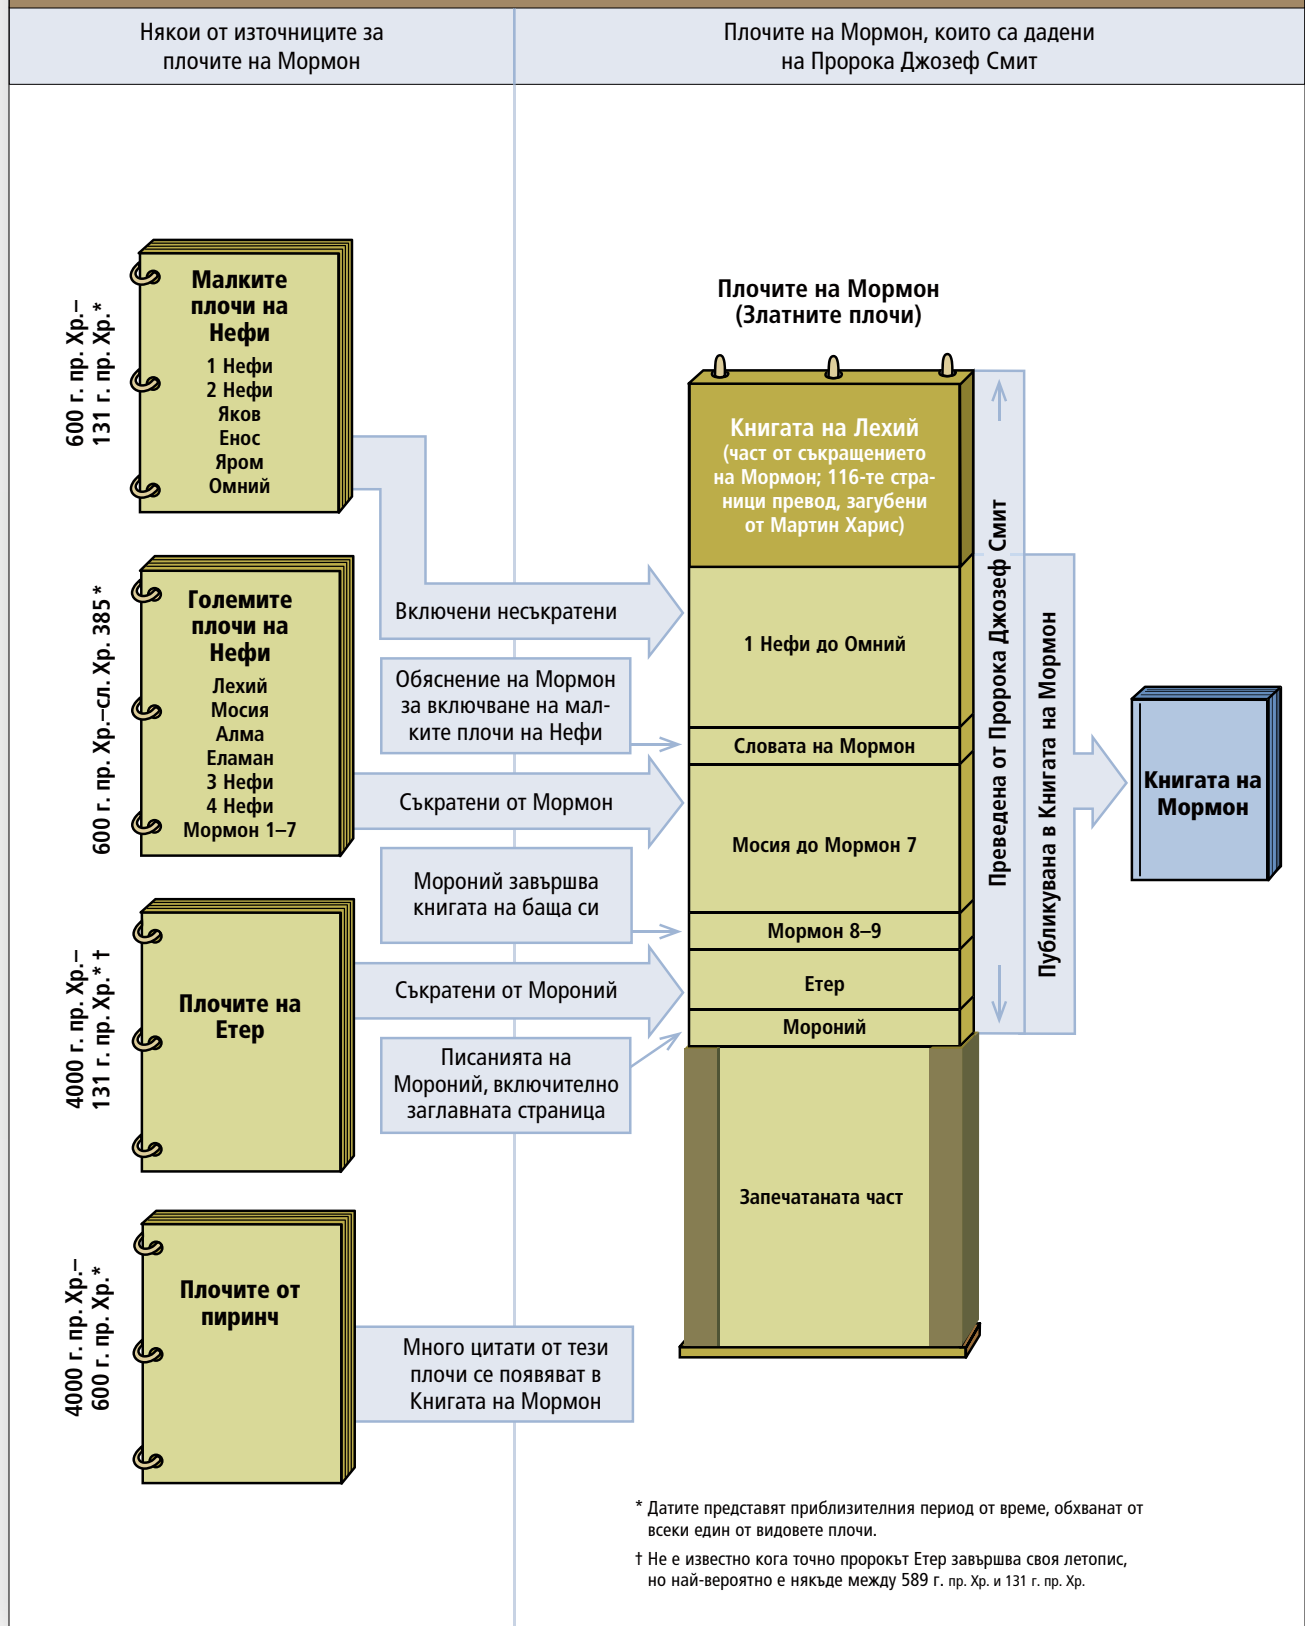 Някои от източниците за
плочите на Мормон
Плочите на Мормон, които са дадени
на Пророка Джозеф Смит
600 г. пр. Хр.–
131 г. пр. Хр.*
Малките
плочи на
Нефи
1 Нефи
2 Нефи
Яков
Енос
Яром
Омний
600 г. пр. Хр.–сл. Хр. 385*
Големите
плочи на
Нефи
Лехий
Мосия
Алма
Еламан
3 Нефи
4 Нефи
Мормон 1–7
4000 г. пр. Хр.–
131 г. пр. Хр.*†
Плочите на
Етер
4000 г. пр. Хр.–
600 г. пр. Хр.*
Плочите от
пиринч
Включени несъкратени
Обяснение на Мормон
за включване на мал-
ките плочи на Нефи
Съкратени от Мормон
Мороний завършва
книгата на баща си
Съкратени от Мороний
Писанията на
Мороний, включително
заглавната страница
Много цитати от тези
плочи се появяват в
Книгата на Мормон
Плочите на Мормон
(Златните плочи)
Книгата на Лехий
(част от съкращението
на Мормон; 116-те стра-
ници превод, загубени
от Мартин Харис)
1 Нефи до Омний
Словата на Мормон
Мосия до Мормон 7
Мормон 8–9
Етер
Мороний
Запечатаната част
Преведена от Пророка Джозеф Смит
Публикувана в Книгата на Мормон
Книгата на
Мормон
* Датите представят приблизителния период от време, обхванат от
всеки един от видовете плочи.
† Не е известно кога точно пророкът Етер завършва своя летопис,
но най-вероятно е някъде между 589 г. пр. Хр. и 131 г. пр. Хр.